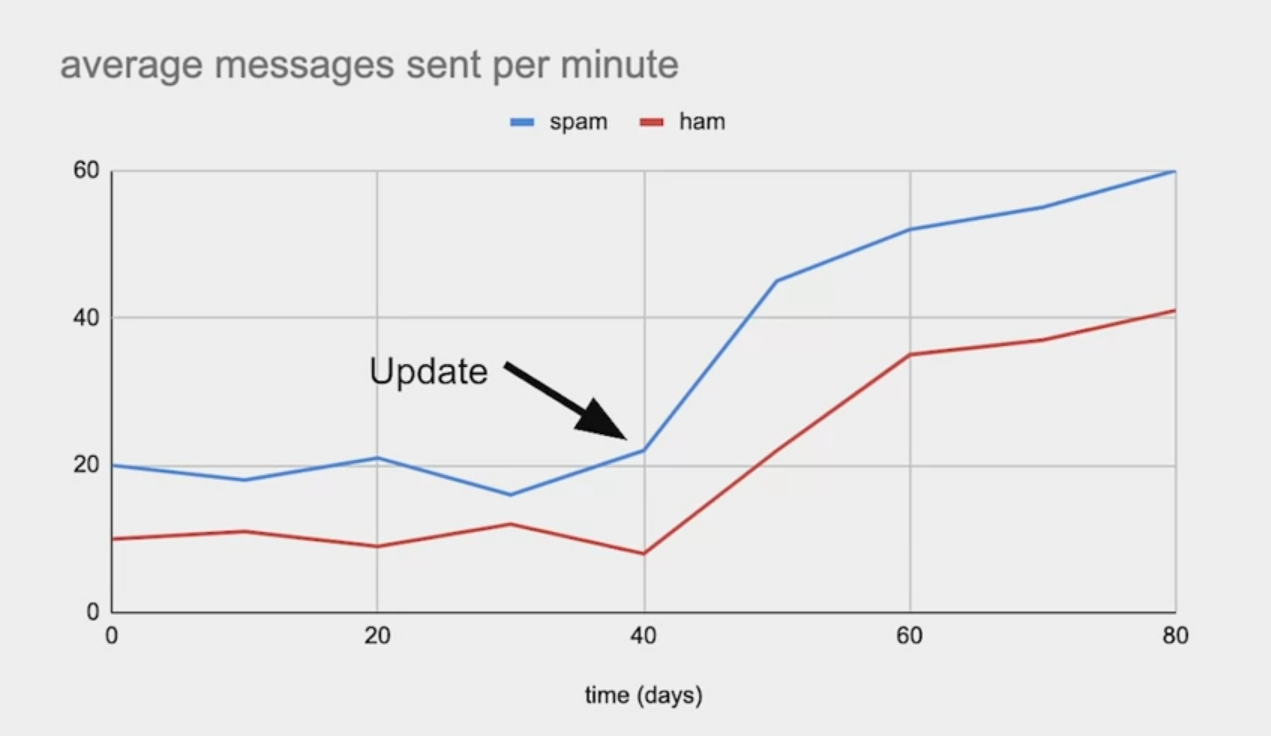 average messages sent per minute
spam ham
60
40
Update
20
0
0 20 40 60 80
time (days)